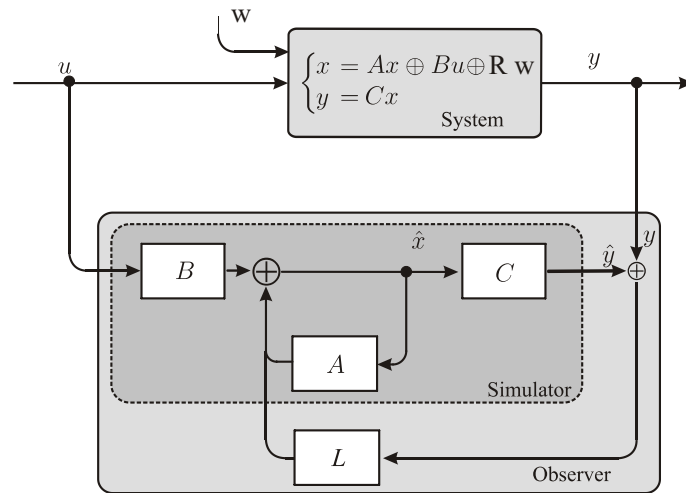 w
u
x = Ax ⊕ Bu⊕ R w
y = Cx
System
y
x̂
y
ŷ
B
⊕
C
⊕
A
Simulator
L
Observer